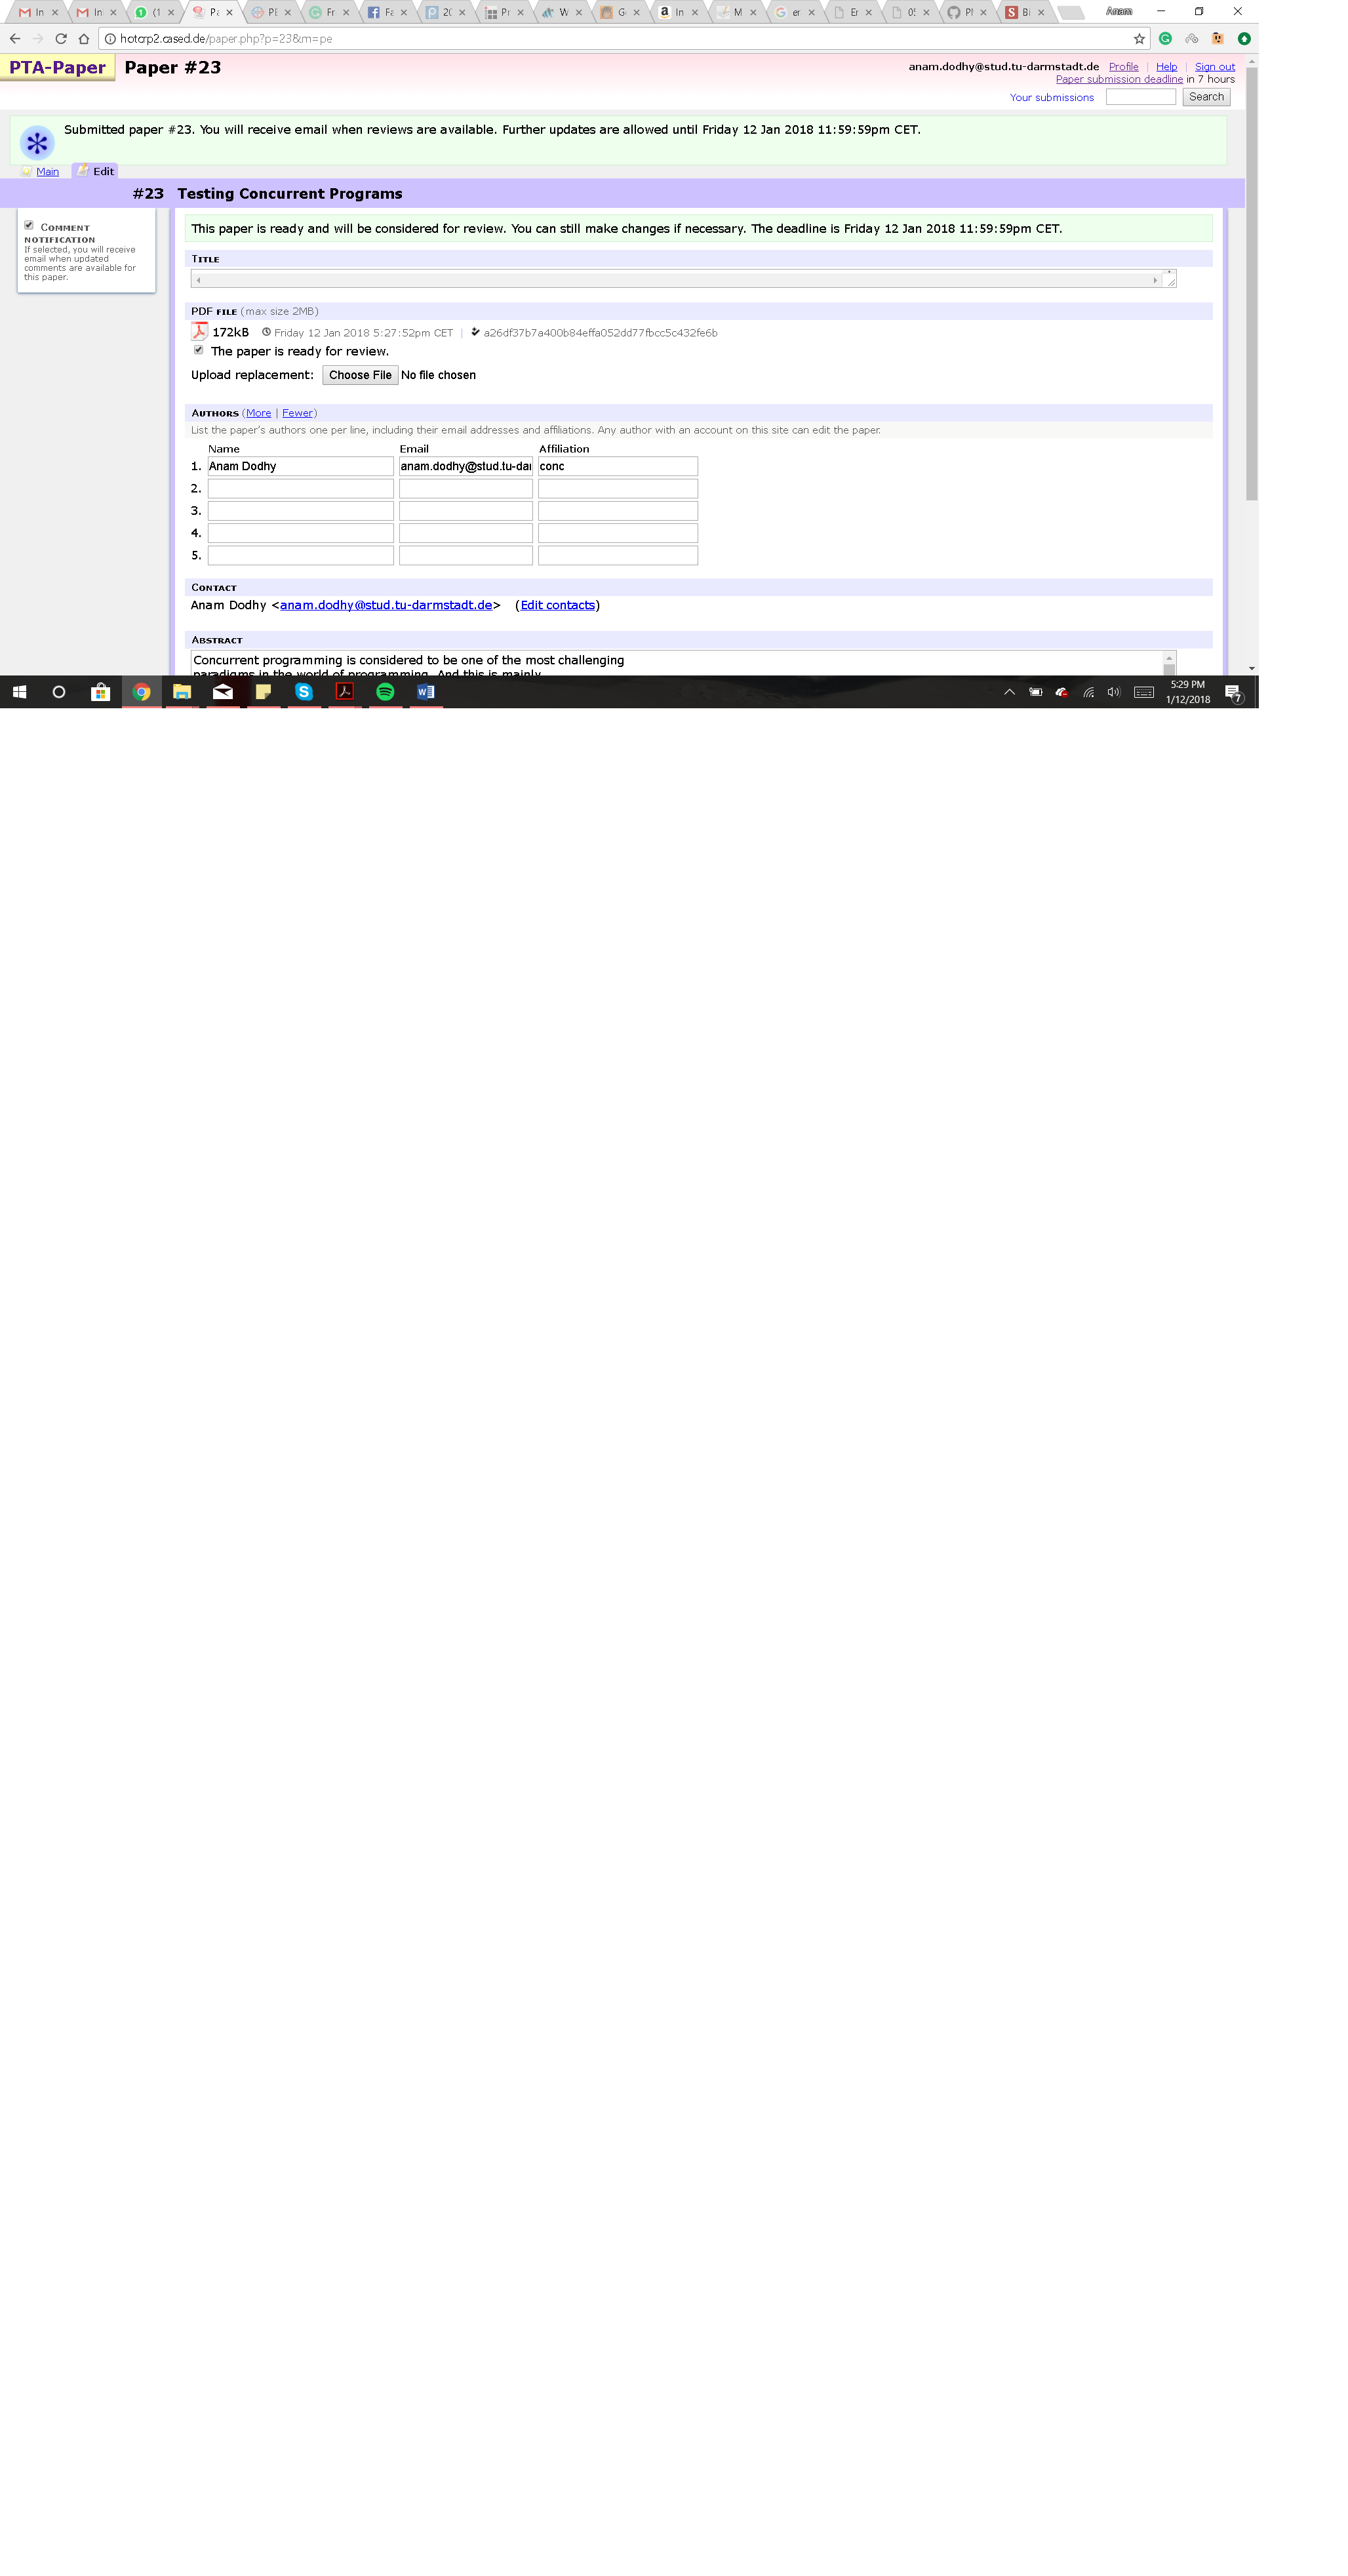 In
In
(1
Pa
PE
Fr
Fa
20
Pr
W
G
In
M
er
Er
05
Pl
Bi
Anam
hotcrp2.cased.de/paper.php?p=23&m=pe
PTA-Paper Paper #23
anam.dodhy@stud.tu-darmstadt.de Profile | Help | Sign out
Paper submission deadline in 7 hours
Your submissions Search
Submitted paper #23. You will receive email when reviews are available. Further updates are allowed until Friday 12 Jan 2018 11:59:59pm CET.
Main Edit
#23 Testing Concurrent Programs
COMMENT
NOTIFICATION
If selected, you will receive
email when updated
comments are available for
this paper.
This paper is ready and will be considered for review. You can still make changes if necessary. The deadline is Friday 12 Jan 2018 11:59:59pm CET.
TITLE
PDF FILE (max size 2MB)
172kB Friday 12 Jan 2018 5:27:52pm CET | a26df37b7a400b84effa052dd77fbcc5c432fe6b
The paper is ready for review.
Upload replacement: Choose File No file chosen
AUTHORS (More | Fewer)
List the paper's authors one per line, including their email addresses and affiliations. Any author with an account on this site can edit the paper.
Name Email Affiliation
1. Anam Dodhy anam.dodhy@stud.tu-dar conc
2.
3.
4.
5.
CONTACT
Anam Dodhy <anam.dodhy@stud.tu-darmstadt.de> (Edit contacts)
ABSTRACT
Concurrent programming is considered to be one of the most challenging
paradigms in the world of programming. And this is mainly
5:29 PM
1/12/2018
7